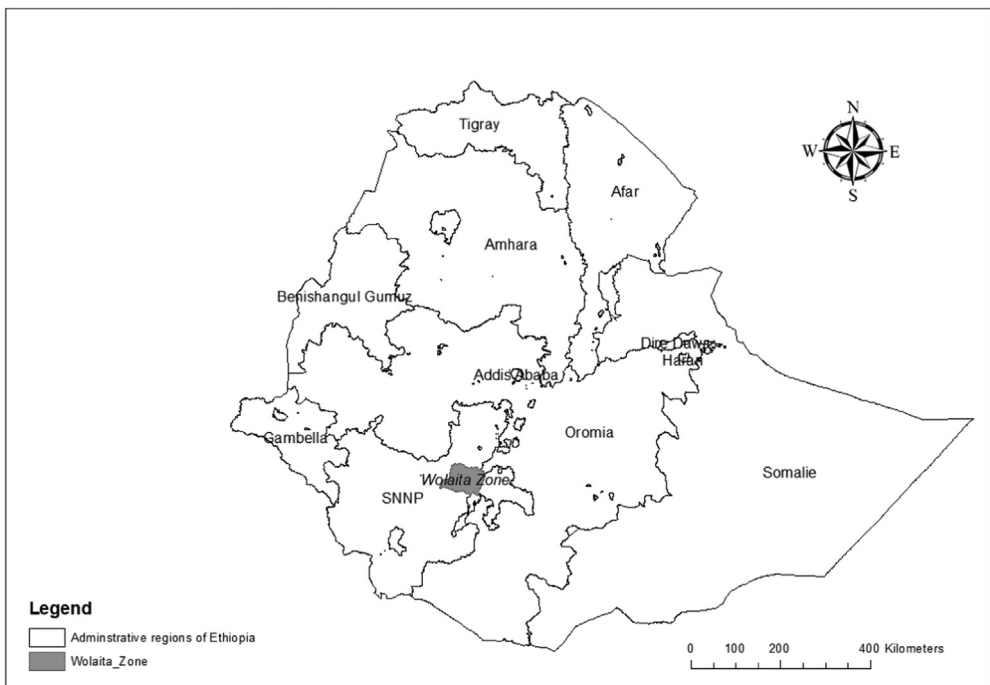 N
W E
S
Tigray
Afar
Amhara
Benishangul Gumuz
Dire Dawa
Harari
Addis Ababa
Oromia
Gambella
Somalie
Wolaita Zone
SNNP
Legend
Adminstrative regions of Ethiopia
Wolaita_Zone
0 100 200 400 Kilometers